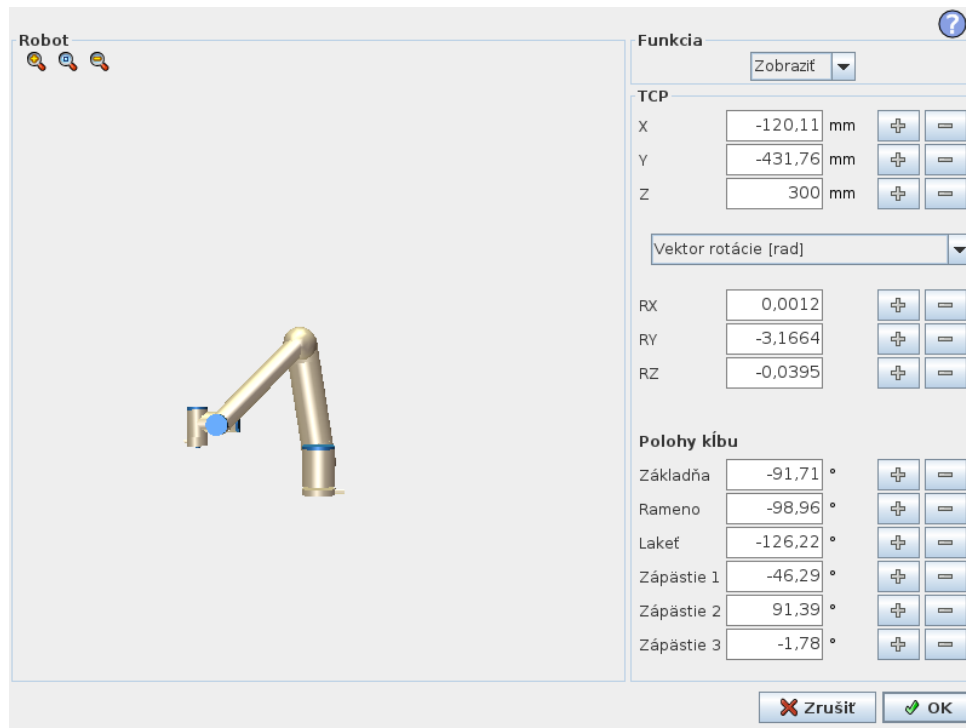 Robot
Funkcia
Zobraziť
TCP
X -120,11 mm
Y -431,76 mm
Z 300 mm
Vektor rotácie [rad]
RX 0,0012
RY -3,1664
RZ -0,0395
Polohy kĺbu
Základňa -91,71 °
Rameno -98,96 °
Lakeť -126,22 °
Zápästie 1 -46,29 °
Zápästie 2 91,39 °
Zápästie 3 -1,78 °
Zrušiť OK